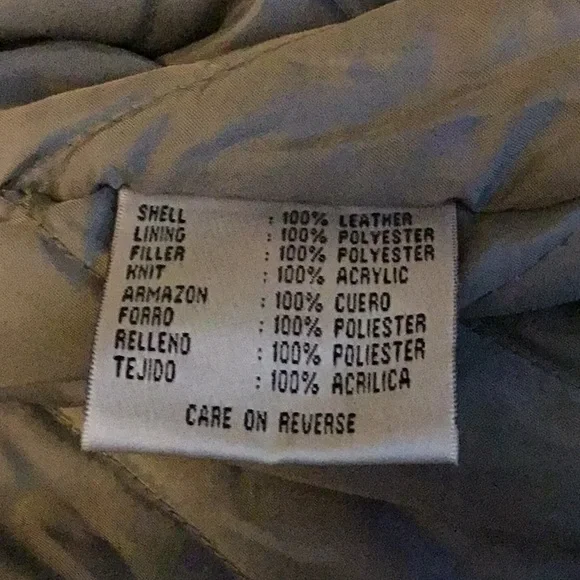 SHELL : 100% LEATHER
LINING : 100% POLYESTER
FILLER : 100% POLYESTER
KNIT : 100% ACRYLIC
ARMAZON : 100% CUERO
FORRO : 100% POLIESTER
RELLENO : 100% POLIESTER
TEJIDO : 100% ACRILICA
CARE ON REVERSE